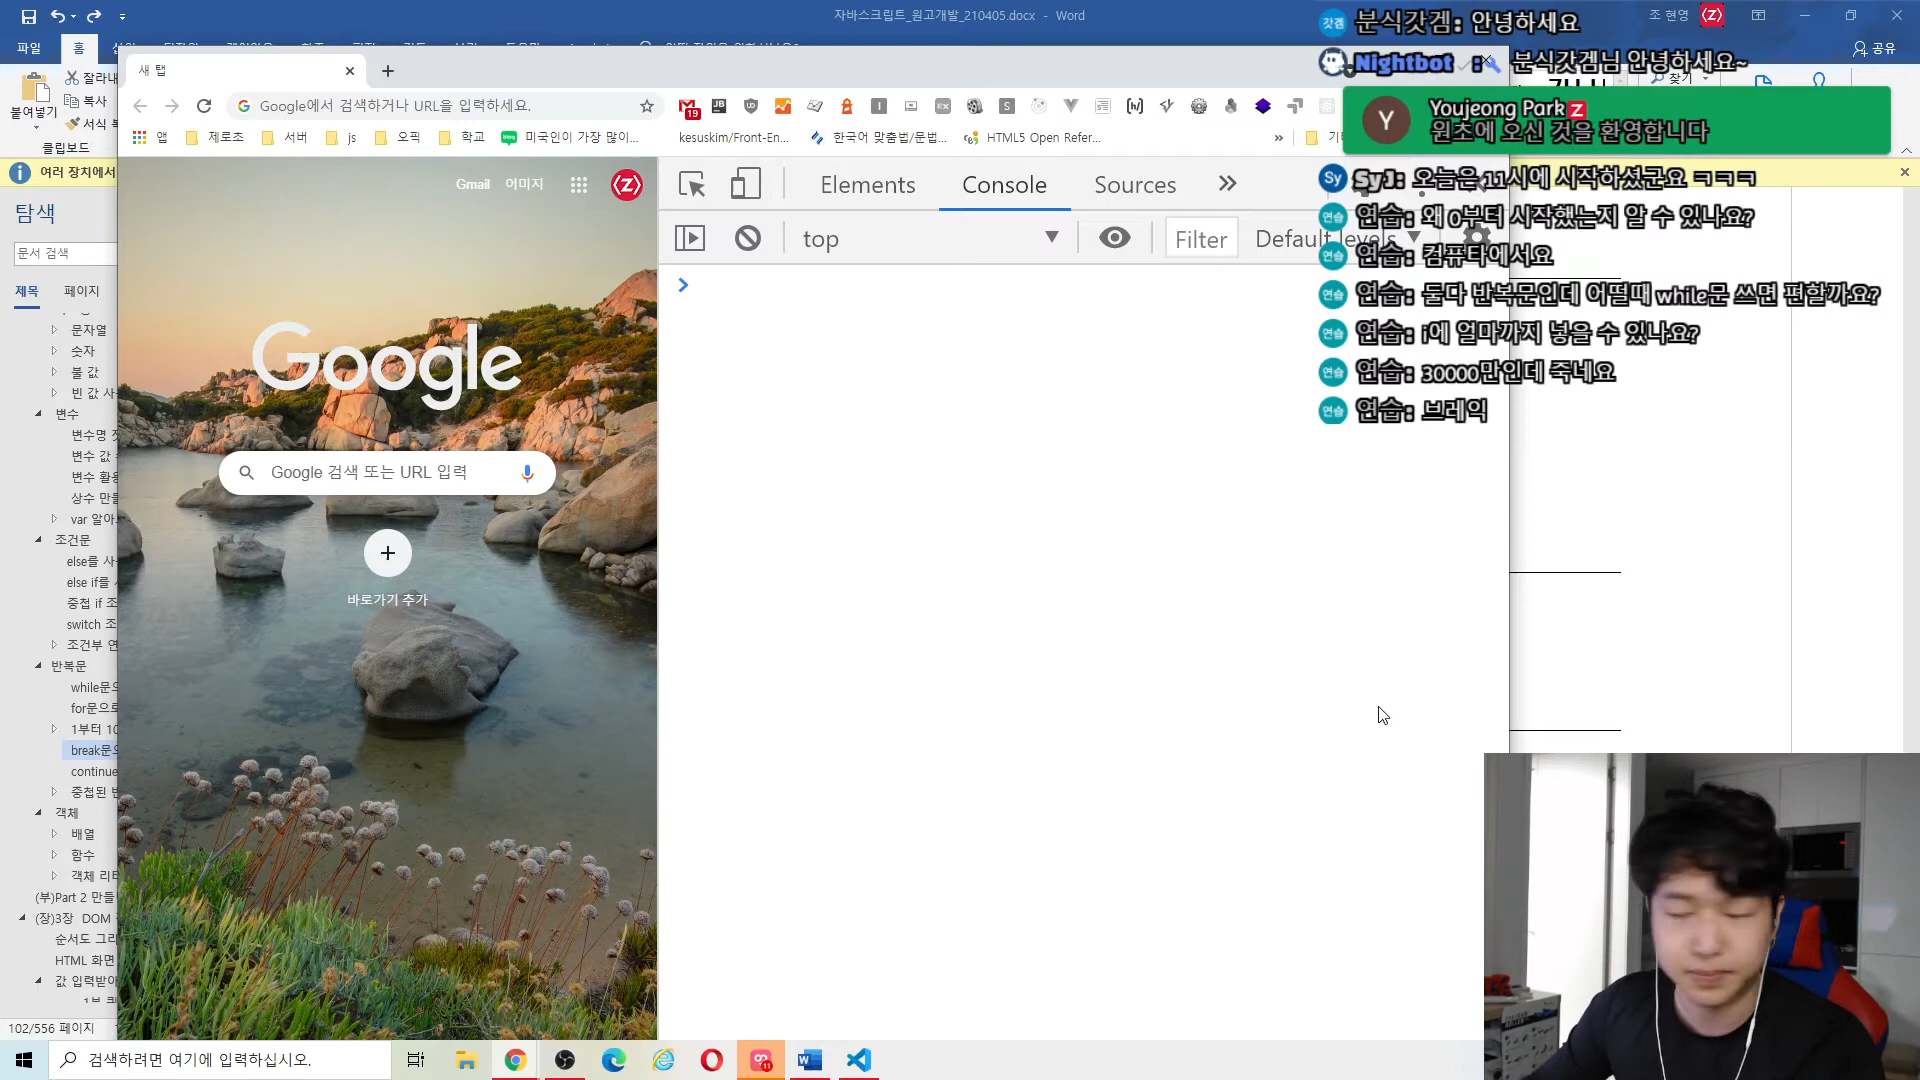 자바스크립트_원고개발_210405.docx - Word
조 현영
파일
홈
공유
붙여넣기
잘라내
복사
서식 복
클립보드
찾기
여러 장치에서
탐색
문서 검색
제목
페이지
문자열
숫자
불 값
빈 값 사
변수
변수명 짓
변수 값
변수 활용
상수 만들
var 알아
조건문
else를 사
else if를
중첩 if 조
switch 조
조건부 연
반복문
while문으
for문으로
1부터 10
break문으
continue
중첩된 반
객체
배열
함수
객체 리터
(부)Part 2 만들
(장)3장 DOM
순서도 그리
HTML 화면
값 입력받아
102/556 페이지
새 탭
Google에서 검색하거나 URL을 입력하세요.
19
앱
제로초
서버
js
오픽
학교
미국인이 가장 많이...
kesuskim/Front-En...
한국어 맞춤법/문법...
HTML5 Open Refer...
»
Gmail 이미지
Google
Google 검색 또는 URL 입력
바로가기 추가
Elements Console Sources »
top
Filter
Default levels
분식갓겜: 안녕하세요
Nightbot : 분식갓겜님 안녕하세요~
Y
Youjeong Park
원초에 오신 것을 환영합니다
SyJ: 오늘은 11시에 시작하셨군요 ㅋㅋㅋ
연습: 왜 0부터 시작했는지 알 수 있나요?
연습: 컴퓨타에서요
연습: 둘다 반복문인데 어떨때 while문 쓰면 편할까요?
연습: i에 얼마까지 넣을 수 있나요?
연습: 30000만인데 죽네요
연습: 브레익
검색하려면 여기에 입력하십시오.